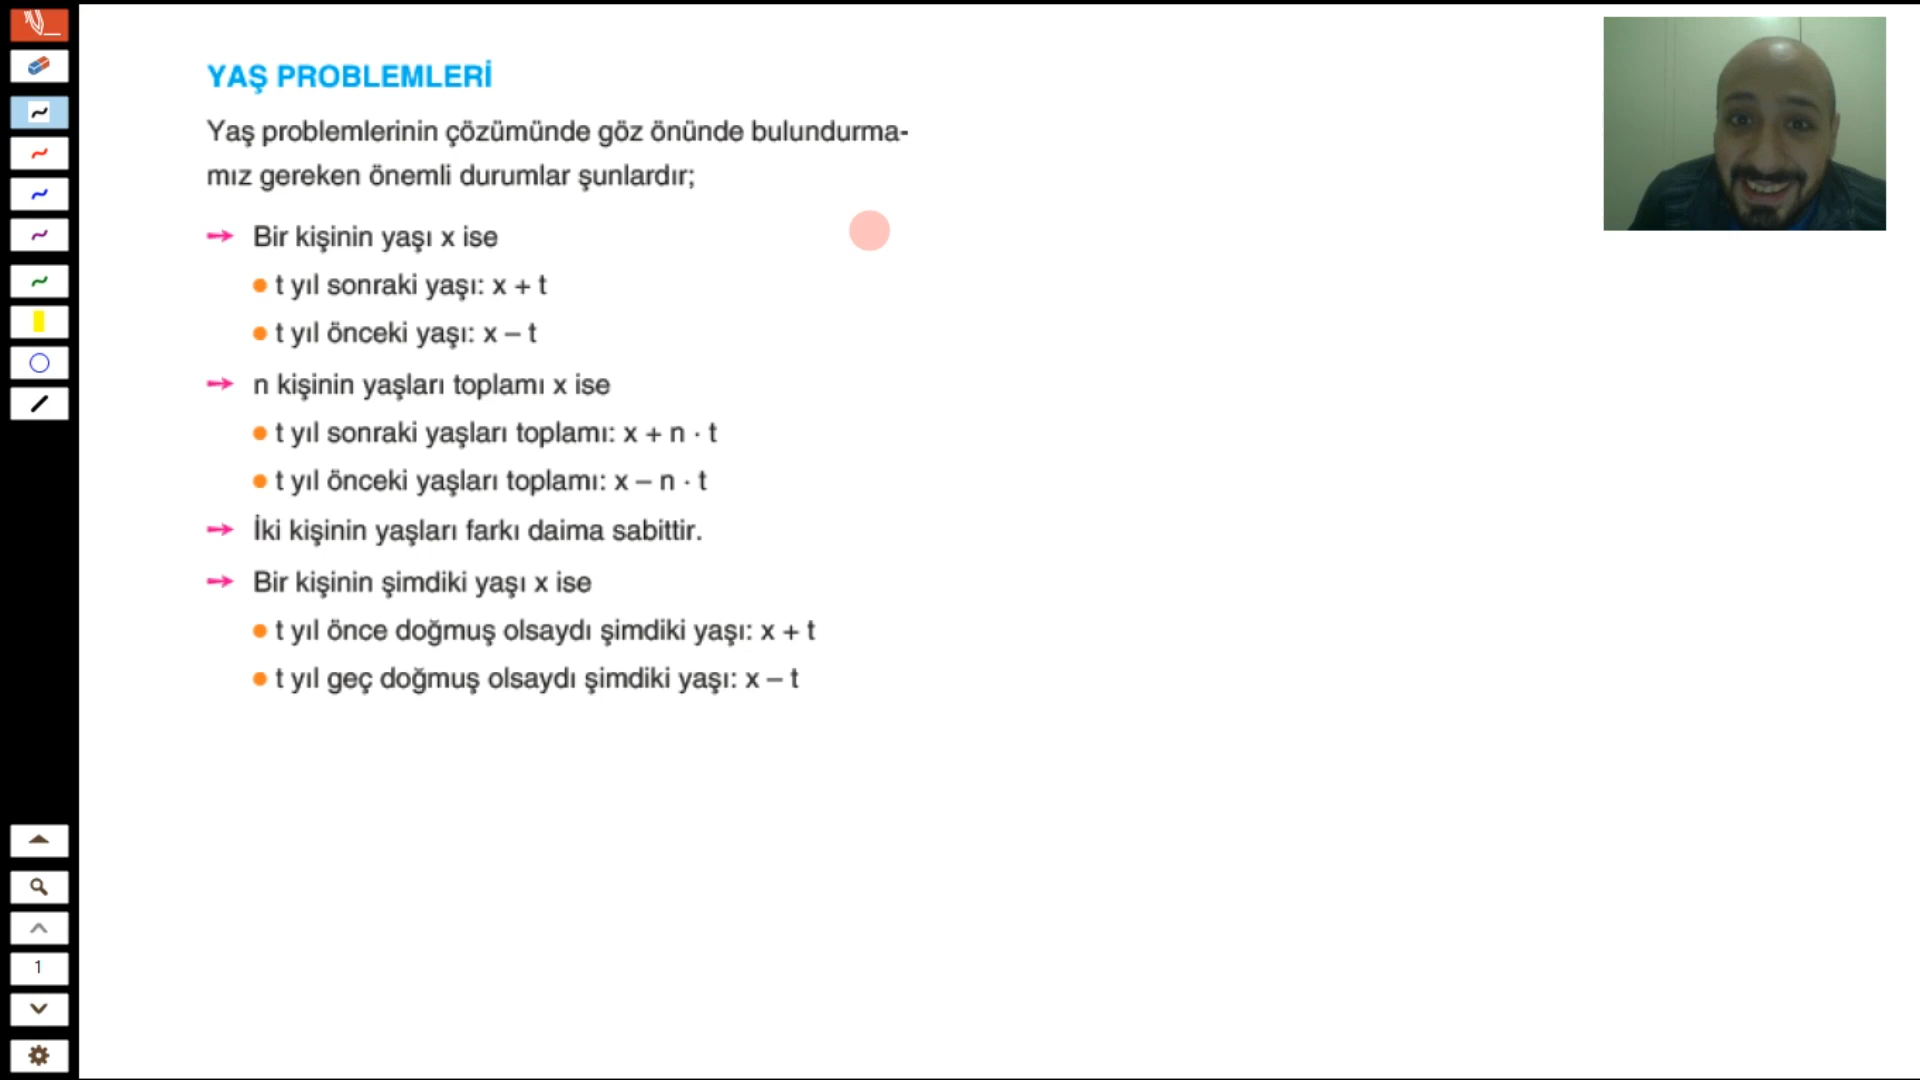 YAŞ PROBLEMLERİ
Yaş problemlerinin çözümünde göz önünde bulundurma-
mız gereken önemli durumlar şunlardır;
→ Bir kişinin yaşı x ise
• t yıl sonraki yaşı: x + t
• t yıl önceki yaşı: x – t
→ n kişinin yaşları toplamı x ise
• t yıl sonraki yaşları toplamı: x + n · t
• t yıl önceki yaşları toplamı: x – n · t
→ İki kişinin yaşları farkı daima sabittir.
→ Bir kişinin şimdiki yaşı x ise
• t yıl önce doğmuş olsaydı şimdiki yaşı: x + t
• t yıl geç doğmuş olsaydı şimdiki yaşı: x – t
1